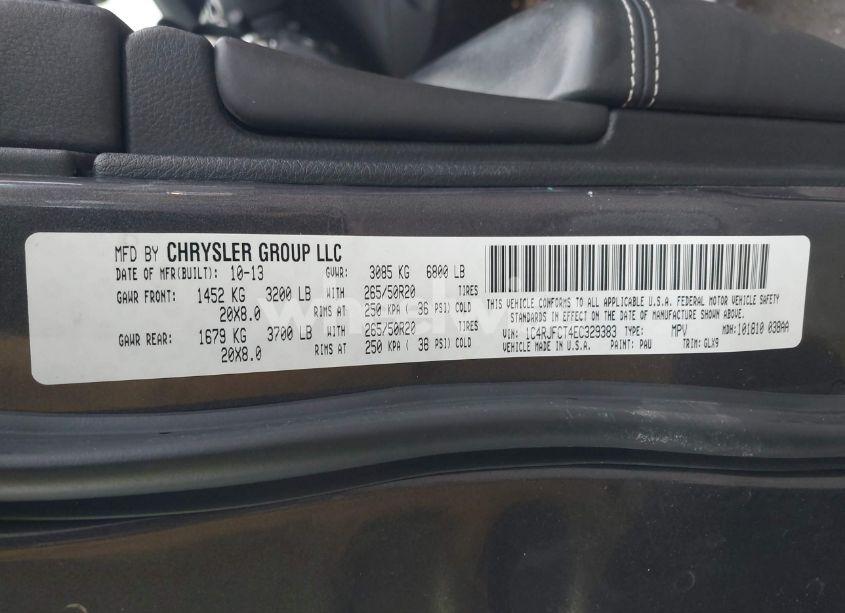 MFD BY CHRYSLER GROUP LLC
DATE OF MFR(BUILT): 10-13 GVWR: 3085 KG 6800 LB
GAWR FRONT: 1452 KG 3200 LB WITH 265/50R20 TIRES
20X8.0 RIMS AT 250 KPA ( 36 PSI) COLD
GAWR REAR: 1679 KG 3700 LB WITH 265/50R20 TIRES
20X8.0 RIMS AT 250 KPA ( 36 PSI) COLD
THIS VEHICLE CONFORMS TO ALL APPLICABLE U.S.A. FEDERAL MOTOR VEHICLE SAFETY
STANDARDS IN EFFECT ON THE DATE OF MANUFACTURE SHOWN ABOVE.
VIN: 1C4RJFCT4EC329383 TYPE: MPV MDH: 101810 038AA
VEHICLE MADE IN U.S.A. PAINT: PAU TRIM: GLX9